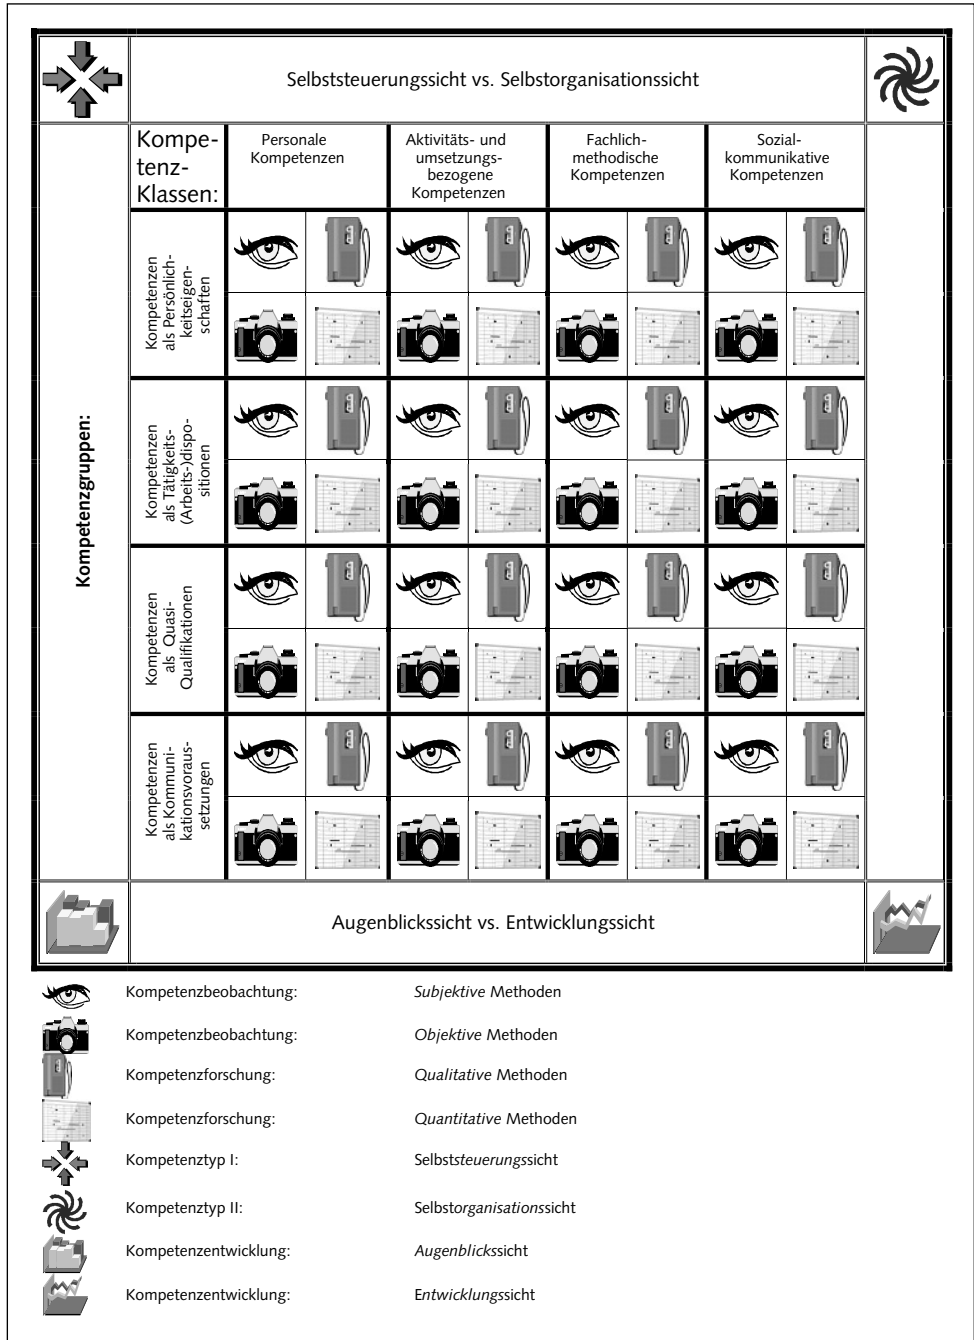 Selbststeuerungssicht vs. Selbstorganisationssicht
Kompe-
tenz-
Klassen:
Personale
Kompetenzen
Aktivitäts- und
umsetzungs-
bezogene
Kompetenzen
Fachlich-
methodische
Kompetenzen
Sozial-
kommunikative
Kompetenzen
Kompetenzgruppen:
Kompetenzen
als Persönlich-
keitseigen-
schaften
Kompetenzen
als Tätigkeits-
(Arbeits-)dispo-
sitionen
Kompetenzen
als Quasi-
Qualifikationen
Kompetenzen
als Kommuni-
kationsvoraus-
setzungen
Augenblickssicht vs. Entwicklungssicht
Kompetenzbeobachtung: Subjektive Methoden
Kompetenzbeobachtung: Objektive Methoden
Kompetenzforschung: Qualitative Methoden
Kompetenzforschung: Quantitative Methoden
Kompetenztyp I: Selbststeuerungssicht
Kompetenztyp II: Selbstorganisationssicht
Kompetenzentwicklung: Augenblickssicht
Kompetenzentwicklung: Entwicklungssicht